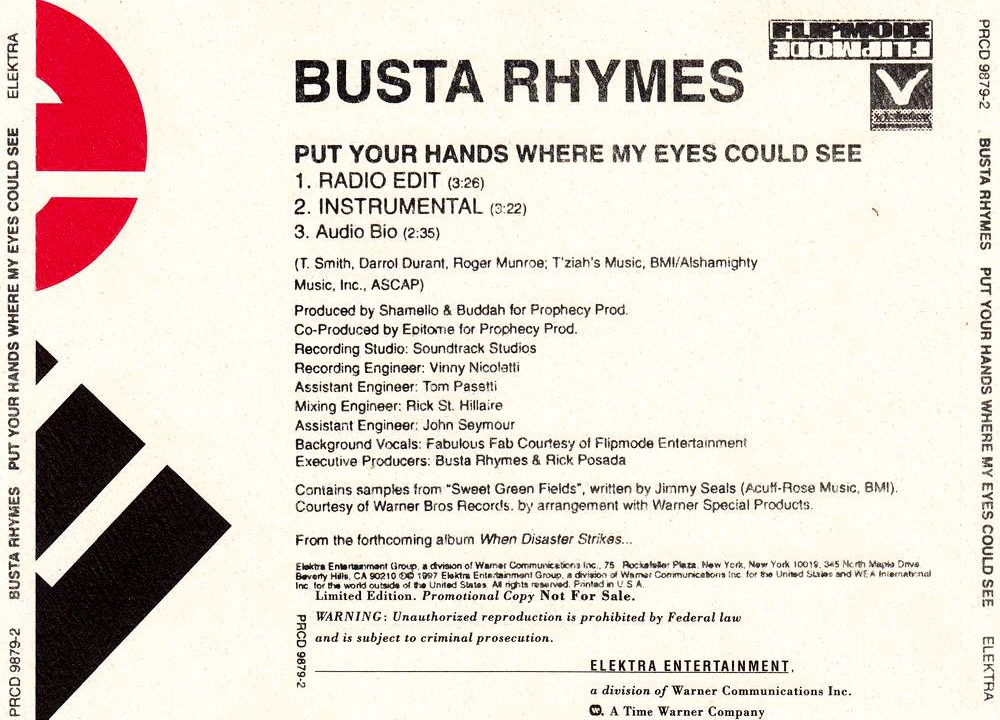 PRCD 9879-2 BUSTA RHYMES PUT YOUR HANDS WHERE MY EYES COULD SEE ELEKTRA
FLIPMODE
FLIPMODE
BUSTA RHYMES
PUT YOUR HANDS WHERE MY EYES COULD SEE
1. RADIO EDIT (3:26)
2. INSTRUMENTAL (3:22)
3. Audio Bio (2:35)
(T. Smith, Darrol Durant, Roger Munroe; T'ziah's Music, BMI/Alshamighty
Music, Inc., ASCAP)
Produced by Shamello & Buddah for Prophecy Prod.
Co-Produced by Epitome for Prophecy Prod.
Recording Studio: Soundtrack Studios
Recording Engineer: Vinny Nicoletti
Assistant Engineer: Tom Pasetti
Mixing Engineer: Rick St. Hillaire
Assistant Engineer: John Seymour
Background Vocals: Fabulous Fab Courtesy of Flipmode Entertainment
Executive Producers: Busta Rhymes & Rick Posada
Contains samples from "Sweet Green Fields", written by Jimmy Seals (Acuff-Rose Music, BMI).
Courtesy of Warner Bros Records. by arrangement with Warner Special Products.
From the forthcoming album When Disaster Strikes...
Elektra Entertainment Group, a division of Warner Communications Inc., 75 Rockefeller Plaza, New York, New York 10019, 345 North Maple Drive
Beverly Hills, CA 90210 ℗© 1997 Elektra Entertainment Group, a division of Warner Communications Inc. for the United States and WEA International
Inc. for the world outside of the United States. All rights reserved. Printed in U S A
Limited Edition. Promotional Copy Not For Sale.
WARNING: Unauthorized reproduction is prohibited by Federal law
and is subject to criminal prosecution.
PRCD 9879-2
ELEKTRA ENTERTAINMENT,
a division of Warner Communications Inc.
W. A Time Warner Company
PRCD 9879-2 BUSTA RHYMES PUT YOUR HANDS WHERE MY EYES COULD SEE ELEKTRA